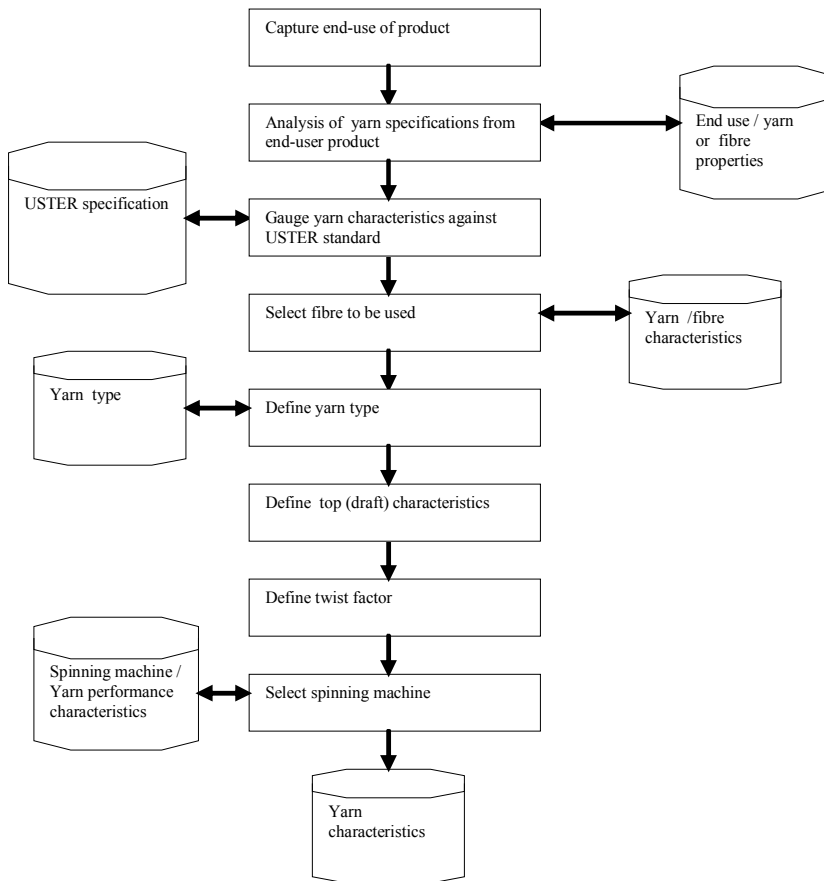 Capture end-use of product
Analysis of yarn specifications from
end-user product
End use / yarn
or fibre
properties
USTER specification
Gauge yarn characteristics against
USTER standard
Select fibre to be used
Yarn /fibre
characteristics
Yarn type
Define yarn type
Define top (draft) characteristics
Define twist factor
Spinning machine /
Yarn performance
characteristics
Select spinning machine
Yarn
characteristics